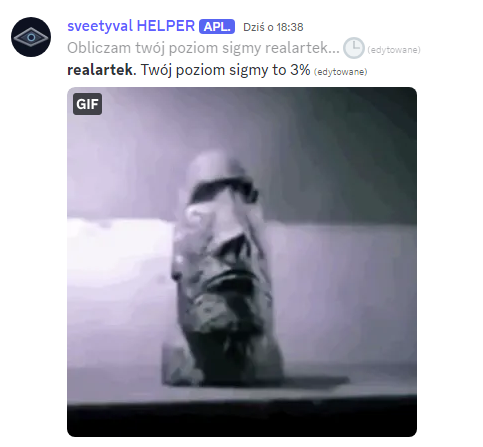 sveetyval HELPER APL. Dziś o 18:38
Obliczam twój poziom sigmy realartek... (edytowane)
realartek. Twój poziom sigmy to 3% (edytowane)
GIF